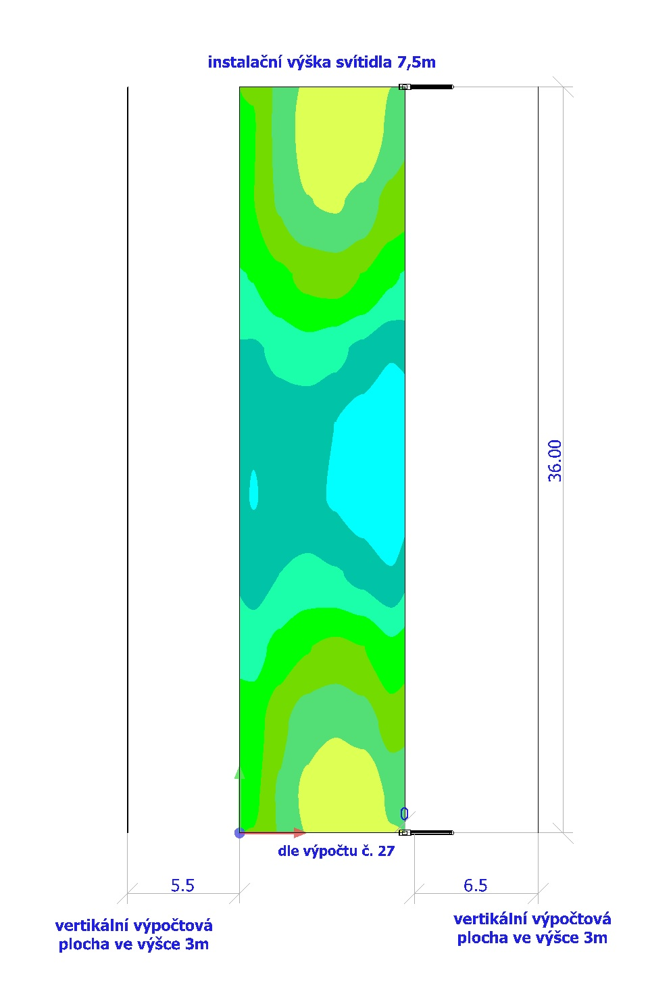 instalační výška svítidla 7,5m
36.00
0
dle výpočtu č. 27
5.5
6.5
vertikální výpočtová
plocha ve výšce 3m
vertikální výpočtová
plocha ve výšce 3m